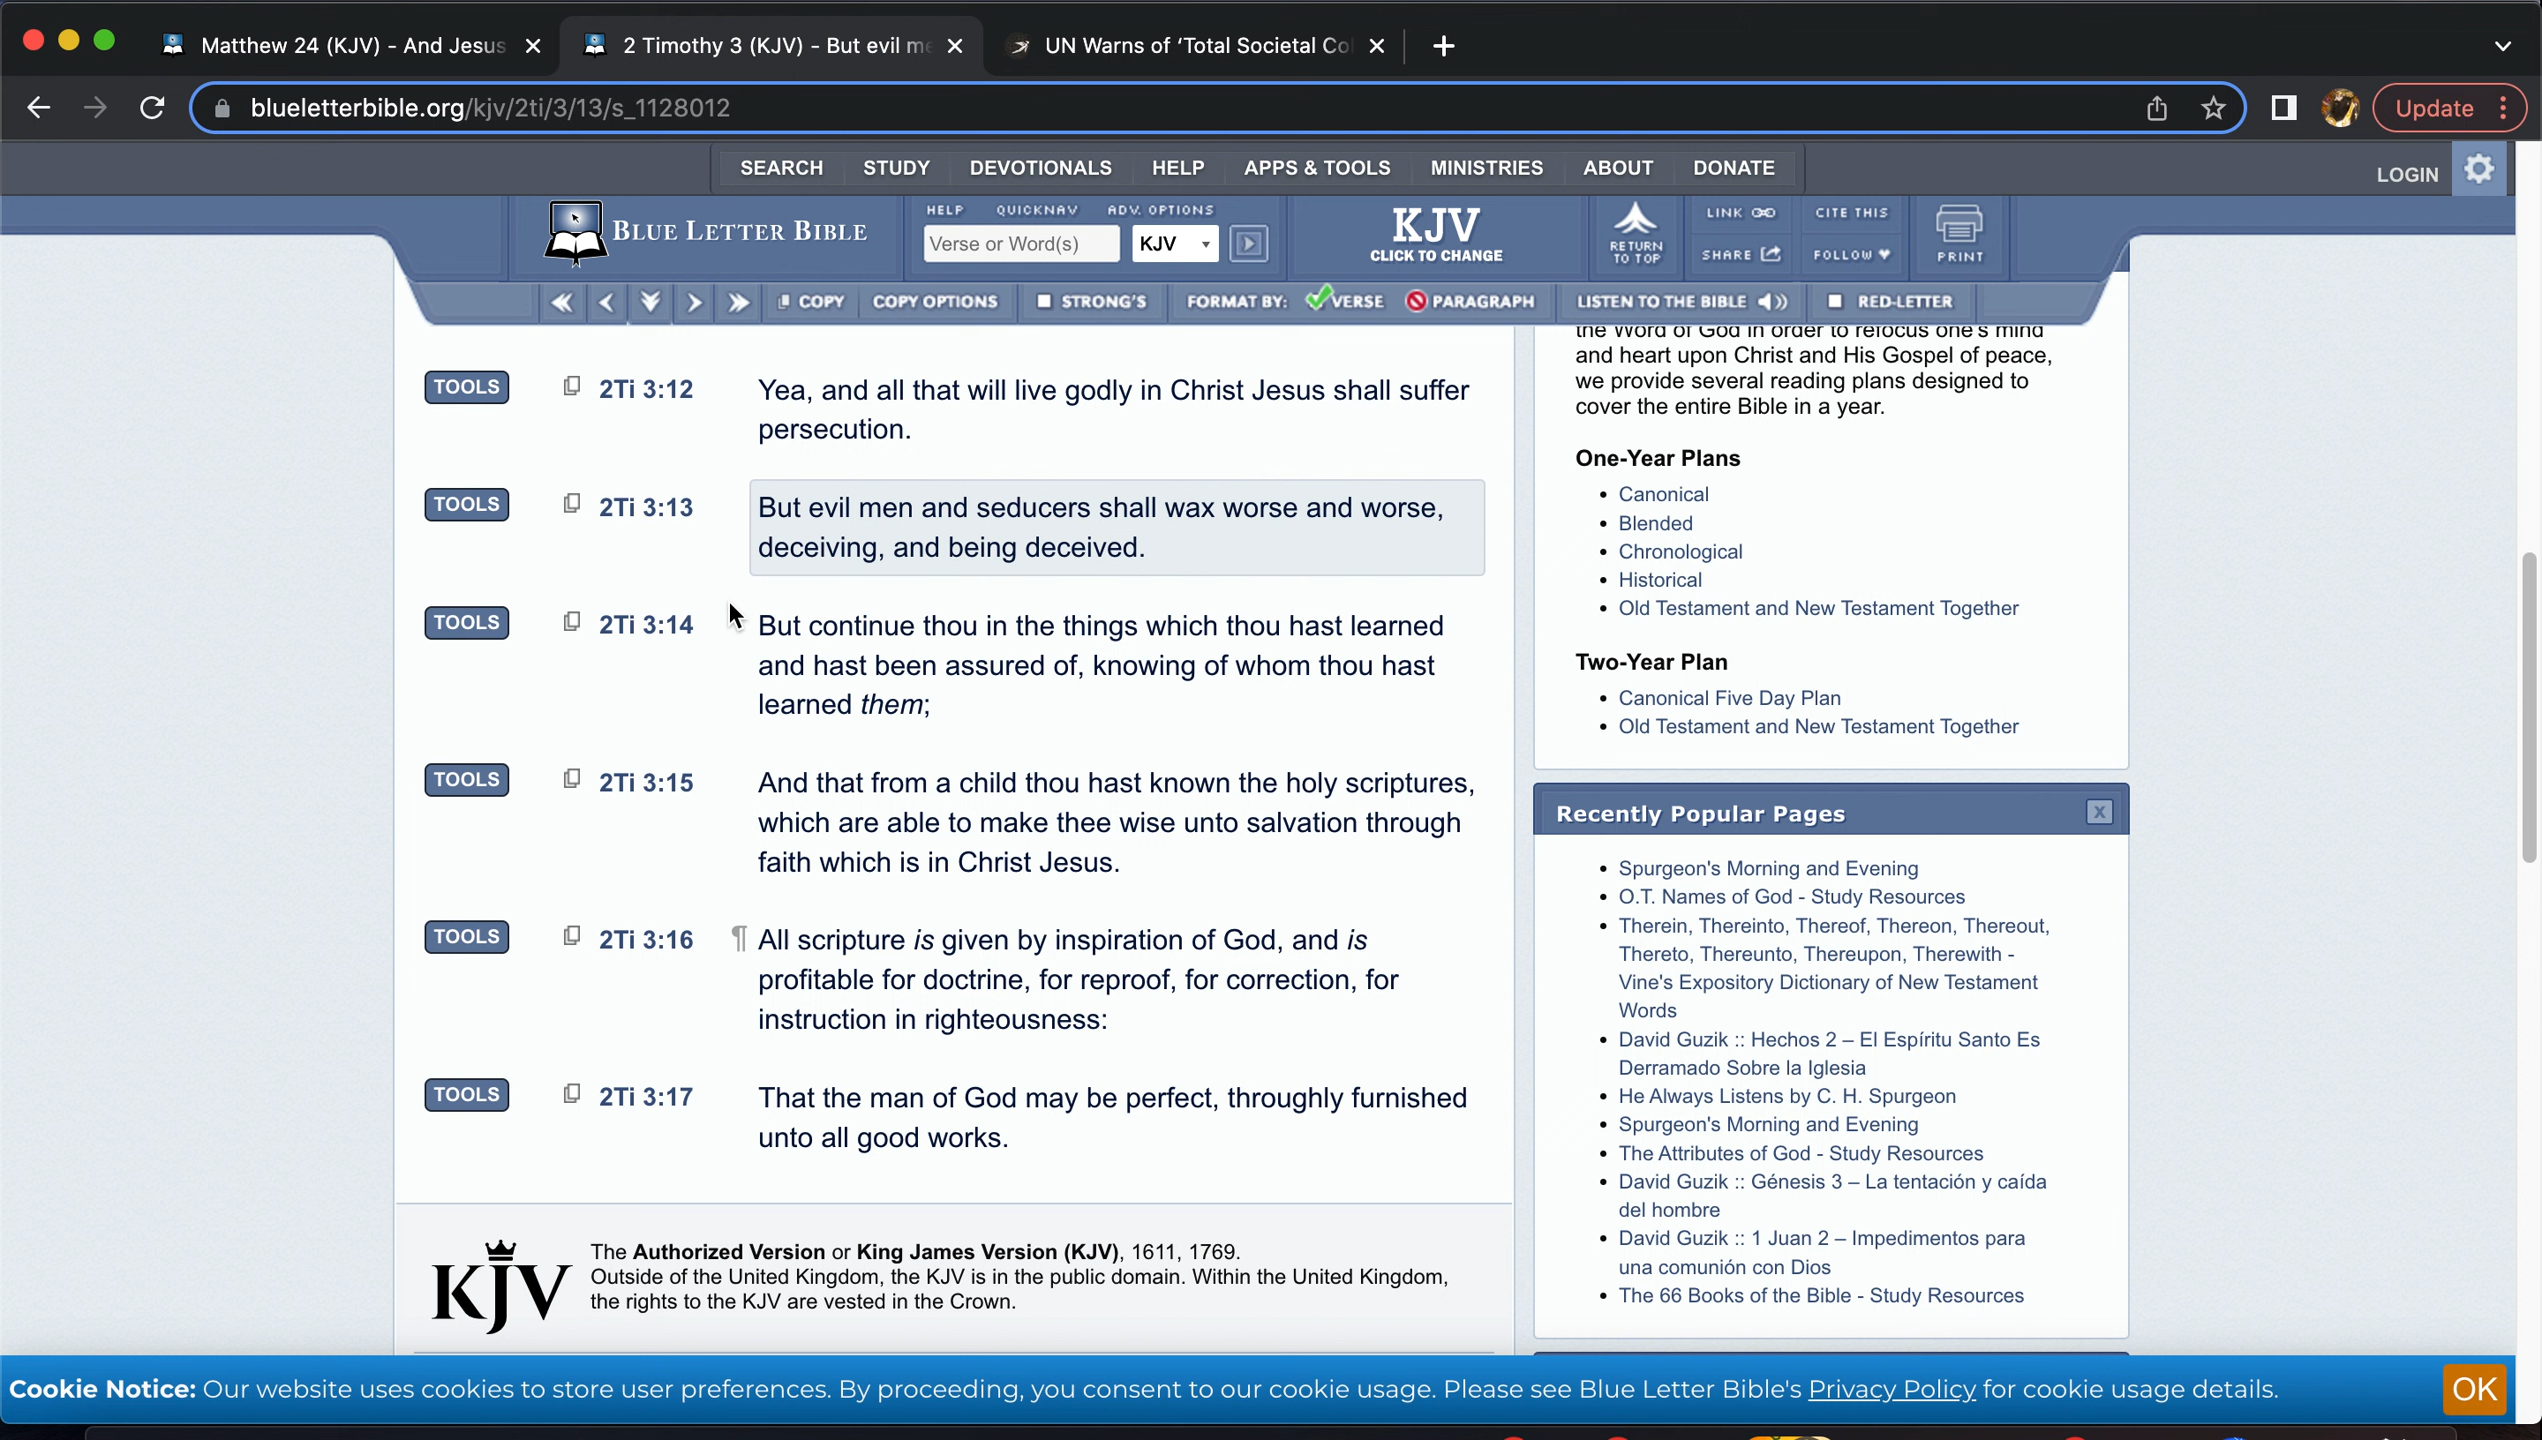 Matthew 24 (KJV) - And Jesus
2 Timothy 3 (KJV) - But evil me
UN Warns of ‘Total Societal Col
blueletterbible.org/kjv/2ti/3/13/s_1128012
Update
SEARCH STUDY DEVOTIONALS HELP APPS & TOOLS MINISTRIES ABOUT DONATE
LOGIN
BLUE LETTER BIBLE
HELP QUICKNAV ADV. OPTIONS
Verse or Word(s)
KJV
KJV
CLICK TO CHANGE
RETURN
TO TOP
LINK
CITE THIS
SHARE
FOLLOW
PRINT
COPY
COPY OPTIONS
STRONG'S
FORMAT BY: VERSE PARAGRAPH
LISTEN TO THE BIBLE
RED-LETTER
TOOLS 2Ti 3:12 Yea, and all that will live godly in Christ Jesus shall suffer
persecution.
TOOLS 2Ti 3:13 But evil men and seducers shall wax worse and worse,
deceiving, and being deceived.
TOOLS 2Ti 3:14 But continue thou in the things which thou hast learned
and hast been assured of, knowing of whom thou hast
learned them;
TOOLS 2Ti 3:15 And that from a child thou hast known the holy scriptures,
which are able to make thee wise unto salvation through
faith which is in Christ Jesus.
TOOLS 2Ti 3:16 ¶ All scripture is given by inspiration of God, and is
profitable for doctrine, for reproof, for correction, for
instruction in righteousness:
TOOLS 2Ti 3:17 That the man of God may be perfect, throughly furnished
unto all good works.
KJV
The Authorized Version or King James Version (KJV), 1611, 1769.
Outside of the United Kingdom, the KJV is in the public domain. Within the United Kingdom,
the rights to the KJV are vested in the Crown.
the Word of God in order to refocus one's mind
and heart upon Christ and His Gospel of peace,
we provide several reading plans designed to
cover the entire Bible in a year.
One-Year Plans
• Canonical
• Blended
• Chronological
• Historical
• Old Testament and New Testament Together
Two-Year Plan
• Canonical Five Day Plan
• Old Testament and New Testament Together
Recently Popular Pages
x
• Spurgeon's Morning and Evening
• O.T. Names of God - Study Resources
• Therein, Thereinto, Thereof, Thereon, Thereout,
Thereto, Thereunto, Thereupon, Therewith -
Vine's Expository Dictionary of New Testament
Words
• David Guzik :: Hechos 2 – El Espíritu Santo Es
Derramado Sobre la Iglesia
• He Always Listens by C. H. Spurgeon
• Spurgeon's Morning and Evening
• The Attributes of God - Study Resources
• David Guzik :: Génesis 3 – La tentación y caída
del hombre
• David Guzik :: 1 Juan 2 – Impedimentos para
una comunión con Dios
• The 66 Books of the Bible - Study Resources
Cookie Notice: Our website uses cookies to store user preferences. By proceeding, you consent to our cookie usage. Please see Blue Letter Bible's Privacy Policy for cookie usage details.
OK